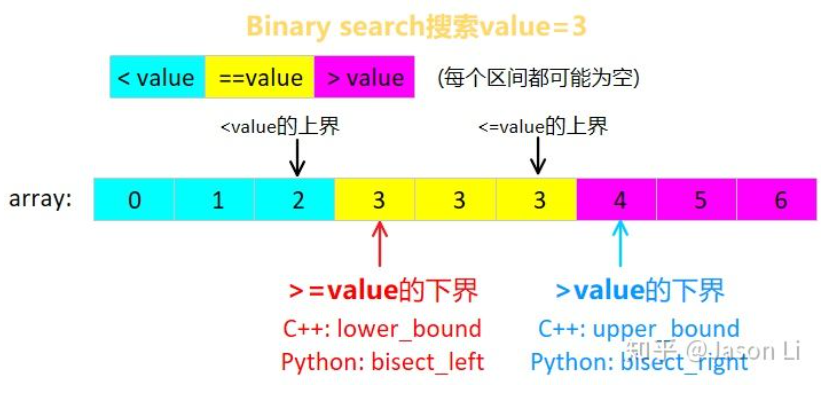 Binary search搜索value=3
< value ==value > value (每个区间都可能为空)
<value的上界 <=value的上界
array: 0 1 2 3 3 3 4 5 6
>=value的下界 >value的下界
C++: lower_bound C++: upper_bound
Python: bisect_left Python: bisect_right
知乎 @Jason Li